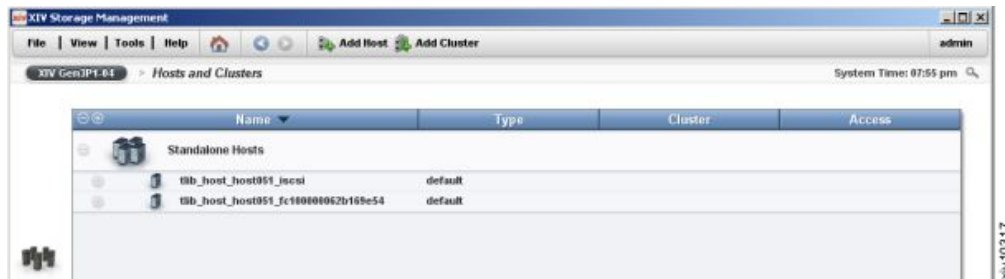 XIV Storage Management
File | View | Tools | Help Add Host Add Cluster admin
XIV Gen3P1-04 > Hosts and Clusters System Time: 07:55 pm
Name Type Cluster Access
Standalone Hosts
tlib_host_host051_iscsi default
tlib_host_host051_fc100000062b169e54 default